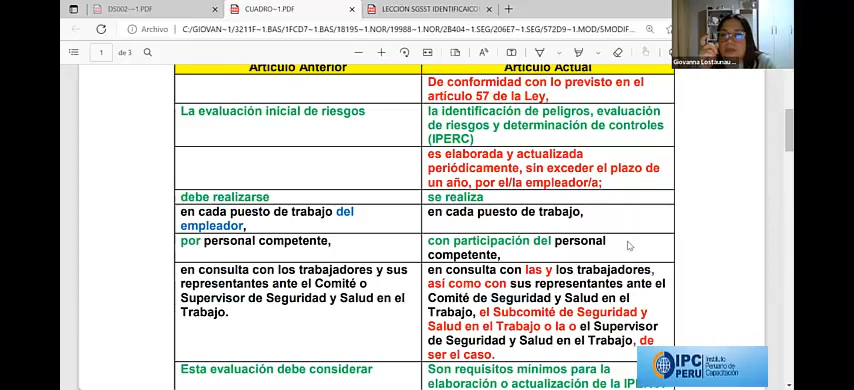 DS002---1.PDF
CUADRO~1.PDF
LECCION SGSST IDENTIFICACIO
Archivo
C:/GIOVAN~1/3211F~1.BAS/1FCD7~1.BAS/18195~1.NOR/19988~1.NOR/2B404~1.SEG/206E7~1.SEG/572D9~1.MOD/5MODIF...
1
de 3
Giovanna Lostaunau ...
Artículo Anterior
Artículo Actual
De conformidad con lo previsto en el
artículo 57 de la Ley,
La evaluación inicial de riesgos
la identificación de peligros, evaluación
de riesgos y determinación de controles
(IPERC)
es elaborada y actualizada
periódicamente, sin exceder el plazo de
un año, por el/la empleador/a;
debe realizarse
se realiza
en cada puesto de trabajo del
empleador,
en cada puesto de trabajo,
por personal competente,
con participación del personal
competente,
en consulta con los trabajadores y sus
representantes ante el Comité o
Supervisor de Seguridad y Salud en el
Trabajo.
en consulta con las y los trabajadores,
así como con sus representantes ante el
Comité de Seguridad y Salud en el
Trabajo, el Subcomité de Seguridad y
Salud en el Trabajo o la o el Supervisor
de Seguridad y Salud en el Trabajo, de
ser el caso.
Esta evaluación debe considerar
Son requisitos mínimos para la
elaboración o actualización de la IPERC
IPC
PERU
Instituto
Peruano de
Capacitación